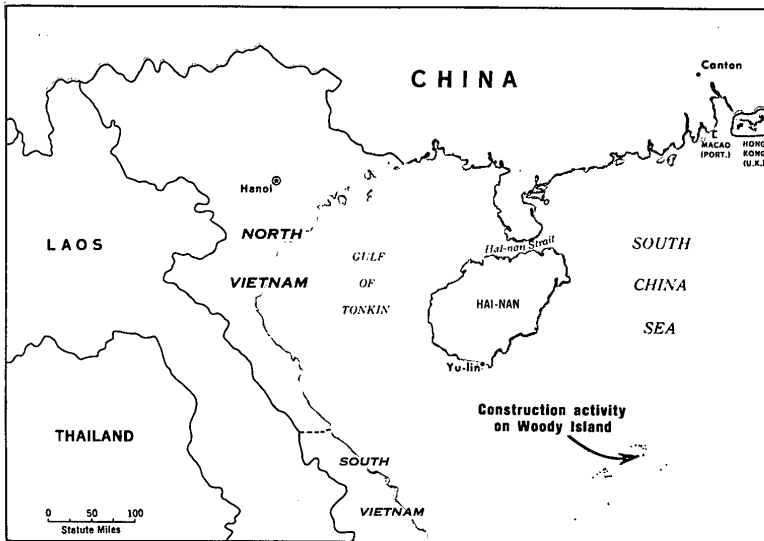 CHINA
Canton
MACAO
(PORT.)
HONG
KONG
(U.K.)
Hanoi
NORTH
VIETNAM
LAOS
GULF
OF
TONKIN
Hai-nan Strait
HAI-NAN
SOUTH
CHINA
SEA
Yu-lin
Construction activity
on Woody Island
THAILAND
SOUTH
VIETNAM
0 50 100
Statute Miles